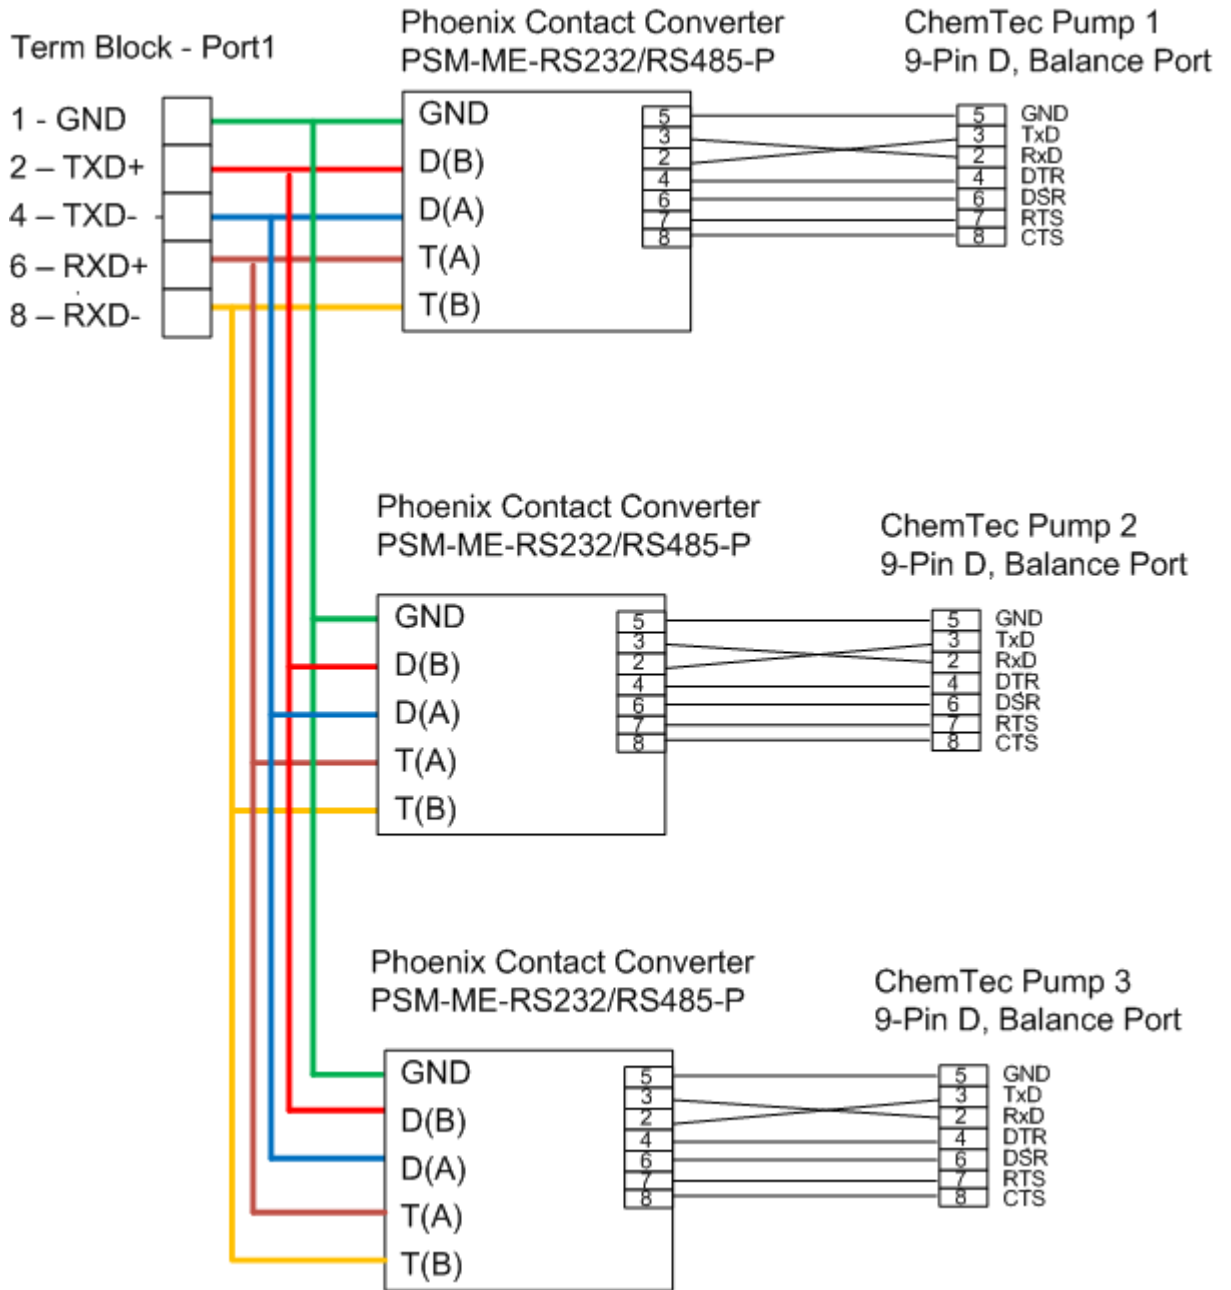 Term Block - Port1
1 - GND
2 – TXD+
4 – TXD-
6 – RXD+
8 – RXD-
Phoenix Contact Converter
PSM-ME-RS232/RS485-P
GND
D(B)
D(A)
T(A)
T(B)
5
3
2
4
6
7
8
ChemTec Pump 1
9-Pin D, Balance Port
5 GND
3 TxD
2 RxD
4 DTR
6 DSR
7 RTS
8 CTS
Phoenix Contact Converter
PSM-ME-RS232/RS485-P
GND
D(B)
D(A)
T(A)
T(B)
5
3
2
4
6
7
8
ChemTec Pump 2
9-Pin D, Balance Port
5 GND
3 TxD
2 RxD
4 DTR
6 DSR
7 RTS
8 CTS
Phoenix Contact Converter
PSM-ME-RS232/RS485-P
GND
D(B)
D(A)
T(A)
T(B)
5
3
2
4
6
7
8
ChemTec Pump 3
9-Pin D, Balance Port
5 GND
3 TxD
2 RxD
4 DTR
6 DSR
7 RTS
8 CTS